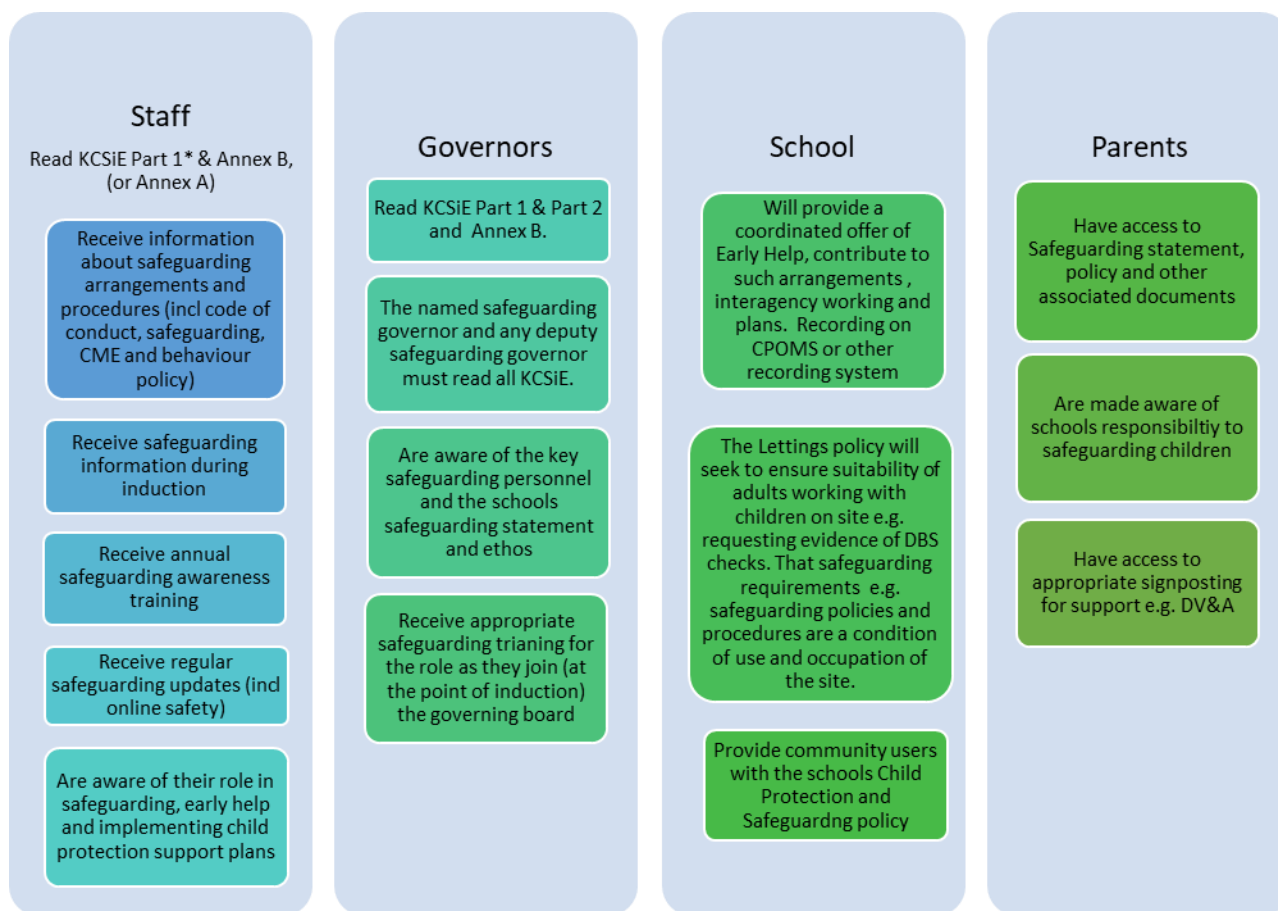 Staff
Read KCSiE Part 1* & Annex B,
(or Annex A)
Receive information
about safeguarding
arrangements and
procedures (incl code of
conduct, safeguarding,
CME and behaviour
policy)
Receive safeguarding
information during
induction
Receive annual
safeguarding awareness
training
Receive regular
safeguarding updates (incl
online safety)
Are aware of their role in
safeguarding, early help
and implementing child
protection support plans
Governors
Read KCSiE Part 1 & Part 2
and Annex B.
The named safeguarding
governor and any deputy
safeguarding governor
must read all KCSiE.
Are aware of the key
safeguarding personnel
and the schools
safeguarding statement
and ethos
Receive appropriate
safeguarding trianing for
the role as they join (at
the point of induction)
the governing board
School
Will provide a
coordinated offer of
Early Help, contribute to
such arrangements ,
interagency working and
plans. Recording on
CPOMS or other
recording system
The Lettings policy will
seek to ensure suitability of
adults working with
children on site e.g.
requesting evidence of DBS
checks. That safeguarding
requirements e.g.
safeguarding policies and
procedures are a condition
of use and occupation of
the site.
Provide community users
with the schools Child
Protection and
Safeguardng policy
Parents
Have access to
Safeguarding statement,
policy and other
associated documents
Are made aware of
schools responsibiltiy to
safeguarding children
Have access to
appropriate signposting
for support e.g. DV&A